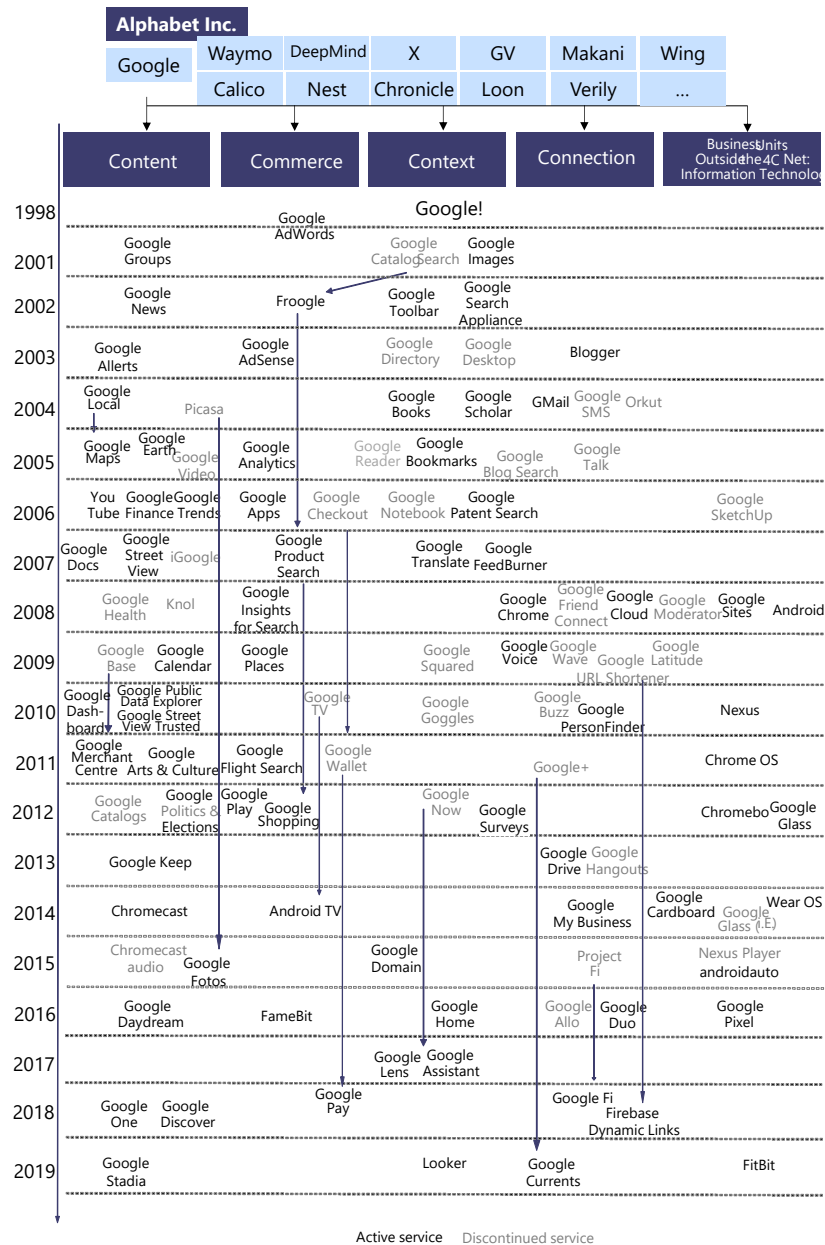 Alphabet Inc.
Google
Waymo
DeepMind
X
GV
Makani
Wing
Calico
Nest
Chronicle
Loon
Verily
...
Content
Commerce
Context
Connection
Business Units
Outside the 4C Net:
Information Technolog
1998
Google!
Google
AdWords
2001
Google
Groups
Google
Catalog Search
Google
Images
2002
Google
News
Froogle
Google
Toolbar
Google
Search
Appliance
2003
Google
Allerts
Google
AdSense
Google
Directory
Google
Desktop
Blogger
2004
Google
Local
Picasa
Google
Books
Google
Scholar
GMail
Google
SMS
Orkut
2005
Google
Maps
Google
Earth
Google
Video
Google
Analytics
Google
Reader
Google
Bookmarks
Google
Blog Search
Google
Talk
2006
You
Tube
Google
Finance
Google
Trends
Google
Apps
Google
Checkout
Google
Notebook
Google
Patent Search
Google
SketchUp
2007
Google
Docs
Google
Street
View
iGoogle
Google
Product
Search
Google
Translate
Google
FeedBurner
2008
Google
Health
Knol
Google
Insights
for Search
Google
Chrome
Google
Friend
Connect
Google
Cloud
Google
Moderator
Google
Sites
Android
2009
Google
Base
Google
Calendar
Google
Places
Google
Squared
Google
Voice
Google
Wave
Google
URL Shortener
Google
Latitude
2010
Google
Dash-
board
Google Public
Data Explorer
Google Street
View Trusted
Google
TV
Google
Goggles
Google
Buzz
Google
PersonFinder
Nexus
2011
Google
Merchant
Centre
Google
Arts & Culture
Google
Flight Search
Google
Wallet
Google+
Chrome OS
2012
Google
Catalogs
Google
Politics &
Elections
Google
Play
Google
Shopping
Google
Now
Google
Surveys
Chromebo
Google
Glass
2013
Google Keep
Google
Drive
Google
Hangouts
2014
Chromecast
Android TV
Google
My Business
Google
Cardboard
Google
Glass (I.E)
Wear OS
2015
Chromecast
audio
Google
Fotos
Google
Domain
Project
Fi
Nexus Player
androidauto
2016
Google
Daydream
FameBit
Google
Home
Google
Allo
Google
Duo
Google
Pixel
2017
Google
Lens
Google
Assistant
2018
Google
One
Google
Discover
Google
Pay
Google Fi
Firebase
Dynamic Links
2019
Google
Stadia
Looker
Google
Currents
FitBit
Active service
Discontinued service